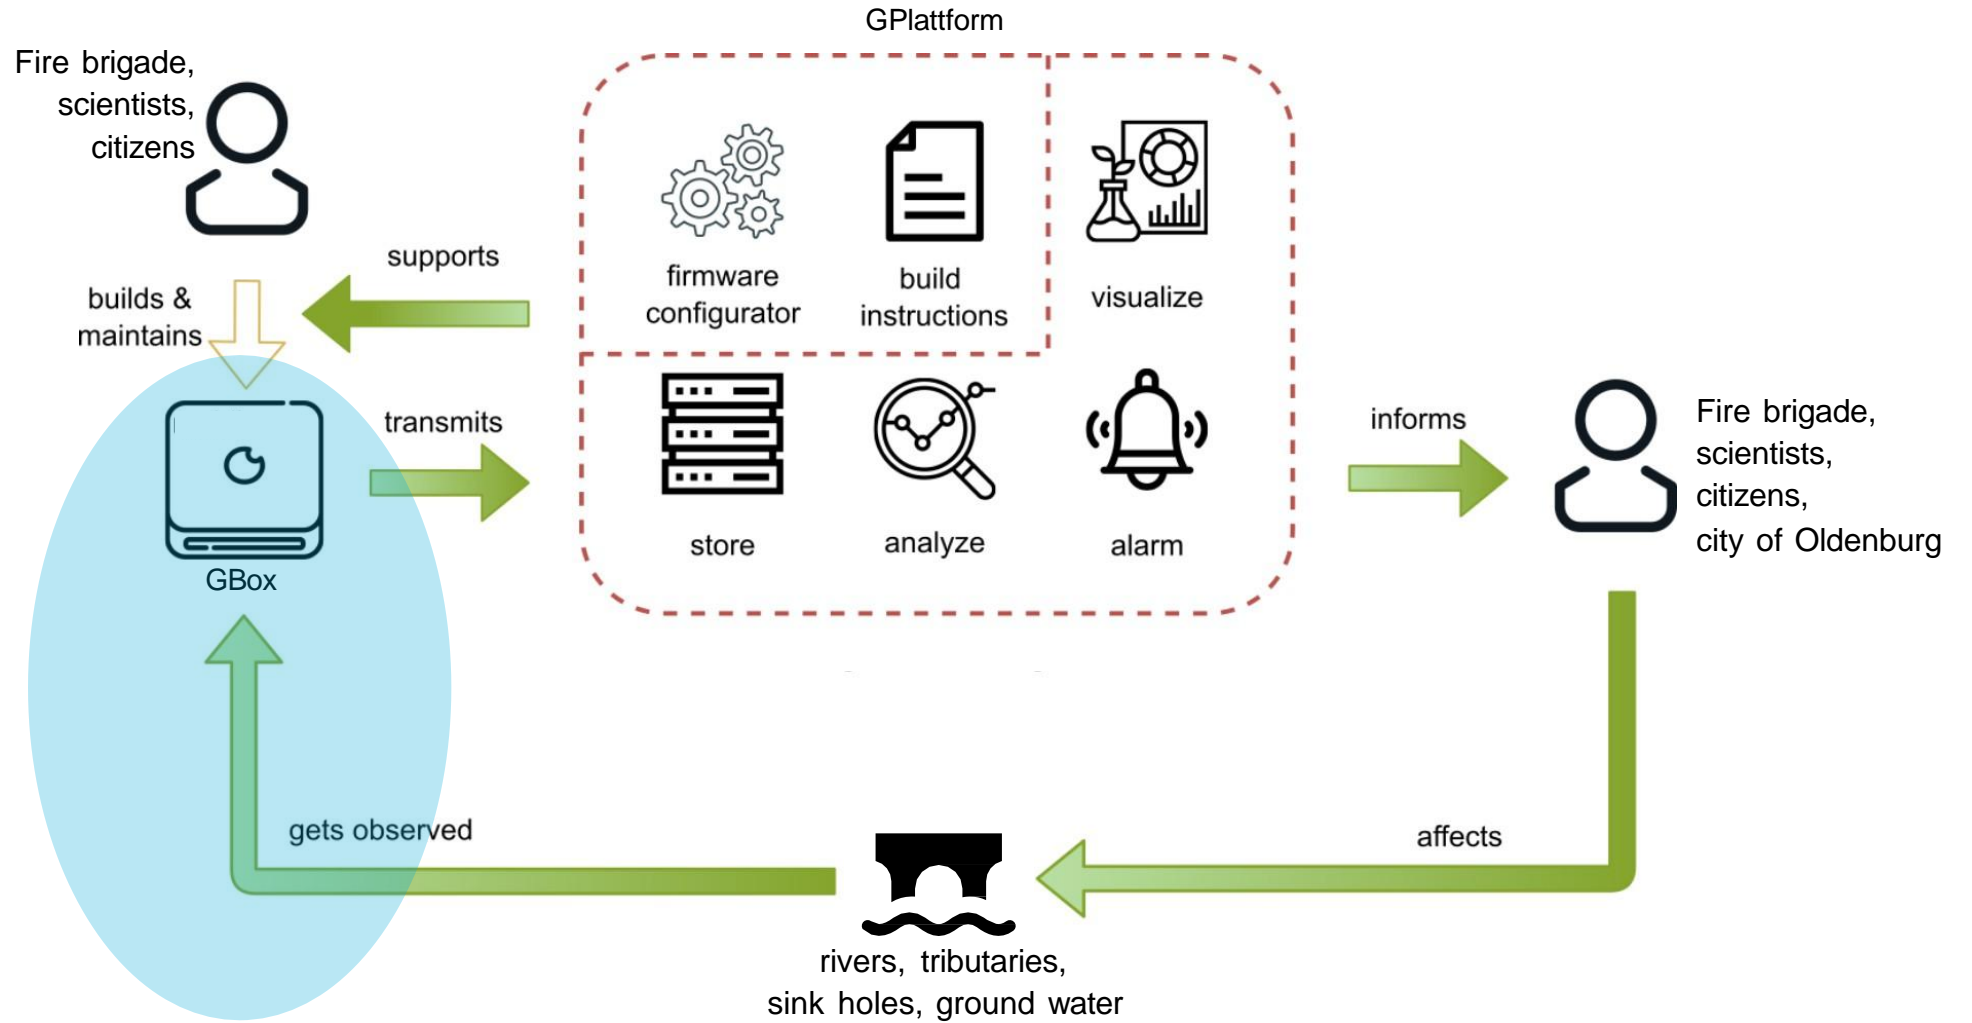 GPlattform
Fire brigade,
scientists,
citizens
supports
builds &
maintains
firmware
configurator
build
instructions
visualize
transmits
GBox
store
analyze
alarm
informs
Fire brigade,
scientists,
citizens,
city of Oldenburg
gets observed
affects
rivers, tributaries,
sink holes, ground water